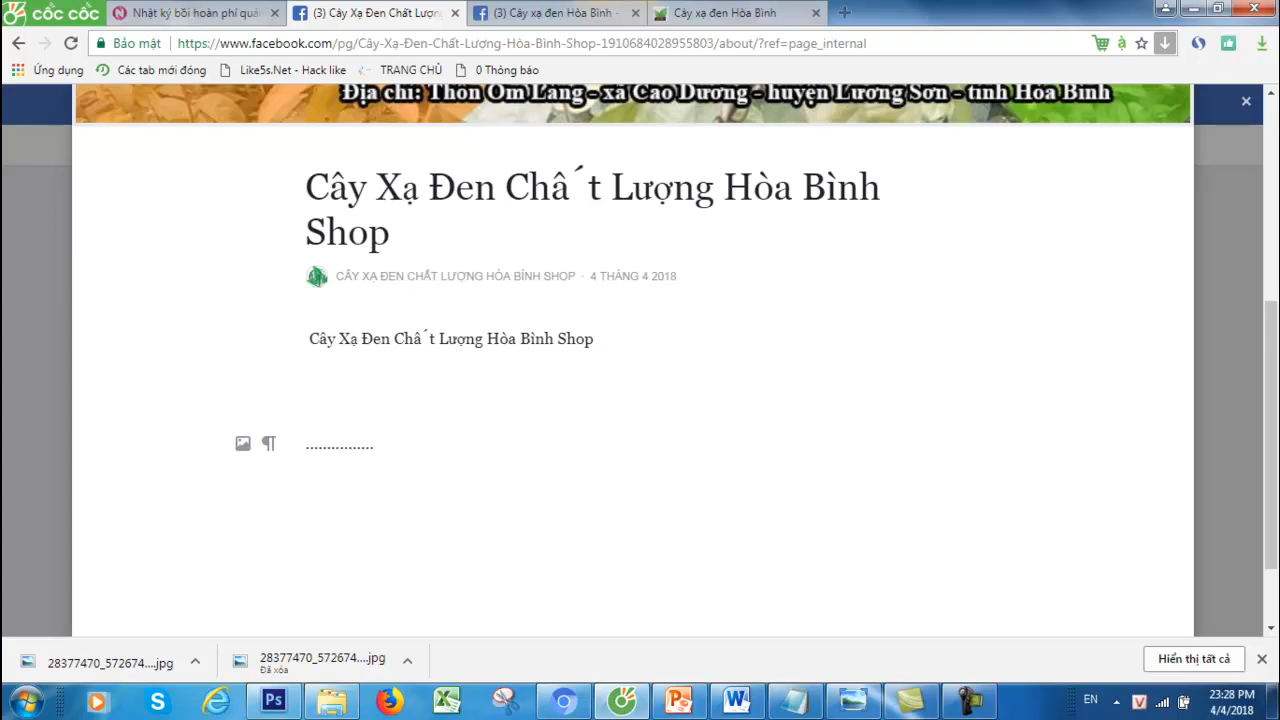 cốc cốc
Nhật ký bồi hoàn phí quản
(3) Cây Xạ Đen Chất Lượng
(3) Cây xạ đen Hòa Bình -
Cây xạ đen Hòa Bình
Bảo mật
https://www.facebook.com/pg/Cây-Xạ-Đen-Chất-Lượng-Hòa-Bình-Shop-1910684028955803/about/?ref=page_internal
Ứng dụng
Các tab mới đóng
Like5s.Net - Hack like
TRANG CHỦ
0 Thông báo
Địa chỉ: Thôn Om Làng - xã Cao Dương - huyện Lương Sơn - tỉnh Hòa Bình
Cây Xạ Đen Chất Lượng Hòa Bình
Shop
CÂY XẠ ĐEN CHẤT LƯỢNG HÒA BÌNH SHOP · 4 THÁNG 4 2018
Cây Xạ Đen Chất Lượng Hòa Bình Shop
................
28377470_572674....jpg
28377470_572674....jpg
Đã xóa
Hiển thị tất cả
Ps
W
EN
V
23:28 PM
4/4/2018